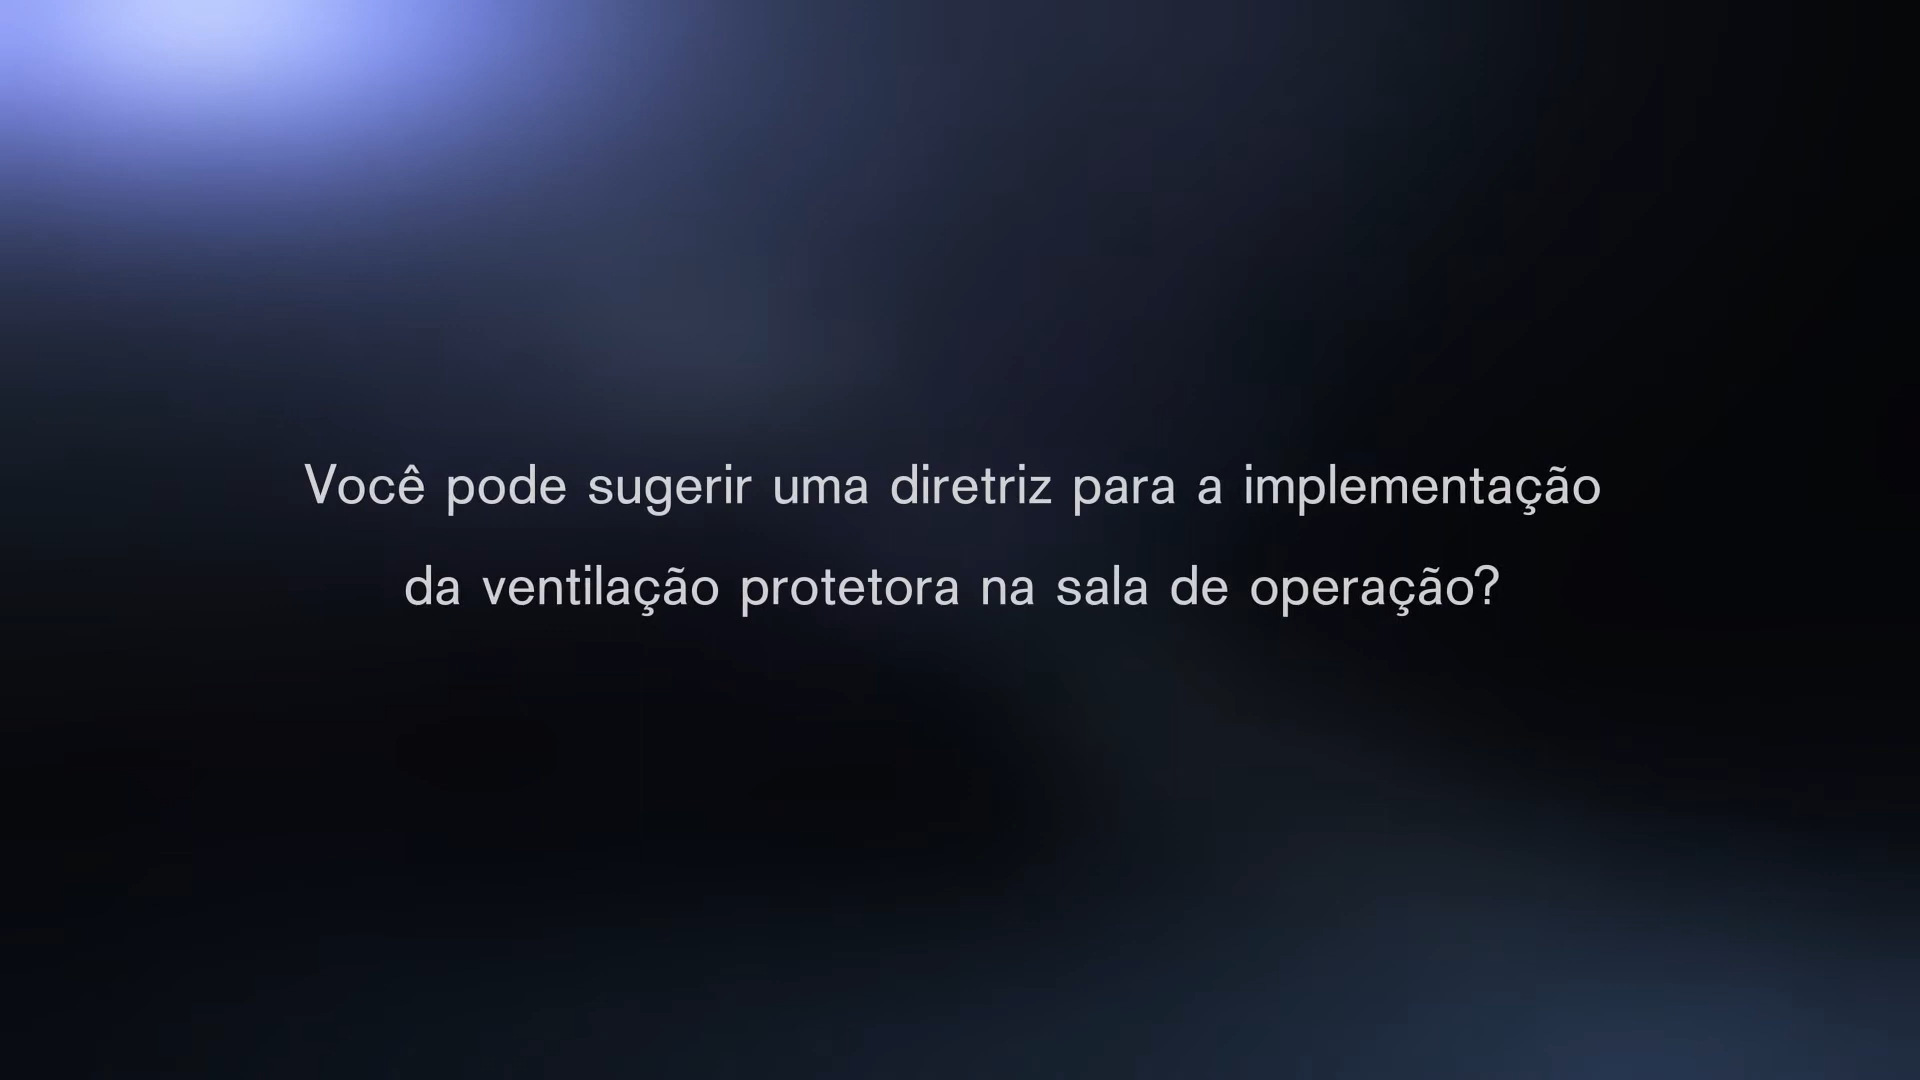 Você pode sugerir uma diretriz para a implementação
da ventilação protetora na sala de operação?